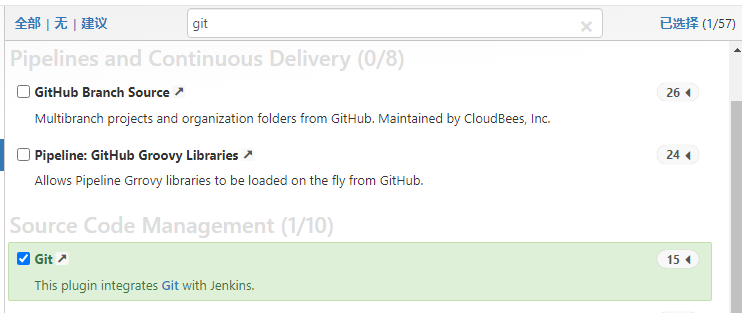 全部 | 无 | 建议 git 已选择 (1/57)
Pipelines and Continuous Delivery (0/8)
GitHub Branch Source 26
Multibranch projects and organization folders from GitHub. Maintained by CloudBees, Inc.
Pipeline: GitHub Groovy Libraries 24
Allows Pipeline Grrovy libraries to be loaded on the fly from GitHub.
Source Code Management (1/10)
Git 15
This plugin integrates Git with Jenkins.